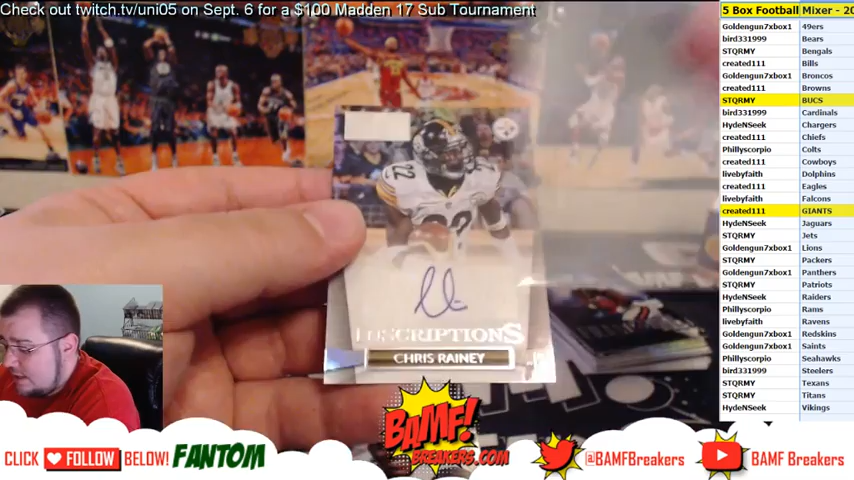 Check out twitch.tv/uni05 on Sept. 6 for a $100 Madden 17 Sub Tournament
5 Box Football Mixer - 20
Goldengun7xbox1 49ers
bird331999 Bears
STQRMY Bengals
created111 Bills
Goldengun7xbox1 Broncos
created111 Browns
STQRMY BUCS
bird331999 Cardinals
HydeNSeek Chargers
created111 Chiefs
Phillyscorpio Colts
created111 Cowboys
livebyfaith Dolphins
created111 Eagles
livebyfaith Falcons
created111 GIANTS
HydeNSeek Jaguars
STQRMY Jets
Goldengun7xbox1 Lions
STQRMY Packers
Goldengun7xbox1 Panthers
STQRMY Patriots
HydeNSeek Raiders
Phillyscorpio Rams
livebyfaith Ravens
Goldengun7xbox1 Redskins
Goldengun7xbox1 Saints
Phillyscorpio Seahawks
bird331999 Steelers
STQRMY Texans
STQRMY Titans
HydeNSeek Vikings
22
INSCRIPTIONS
CHRIS RAINEY
CLICK FOLLOW BELOW! FANTOM
BAMF!
BREAKERS.COM
@BAMFBreakers
BAMF Breakers